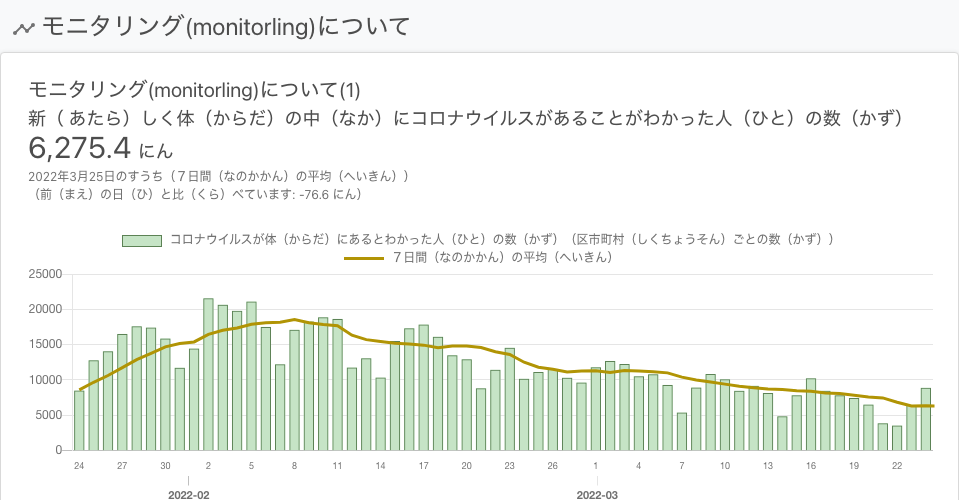 モニタリング(monitorling)について
モニタリング(monitorling)について(1)
新（ あたら）しく体（からだ）の中（なか）にコロナウイルスがあることがわかった人（ひと）の数（かず）
6,275.4 にん
2022年3月25日のすうち（７日間（なのかかん）の平均（へいきん））
（前（まえ）の日（ひ）と比（くら）べています: -76.6 にん）
コロナウイルスが体（からだ）にあるとわかった人（ひと）の数（かず）（区市町村（しくちょうそん）ごとの数（かず））
７日間（なのかかん）の平均（へいきん）
25000
20000
15000
10000
5000
0
24 27 30 2 5 8 11 14 17 20 23 26 1 4 7 10 13 16 19 22
2022-02 2022-03